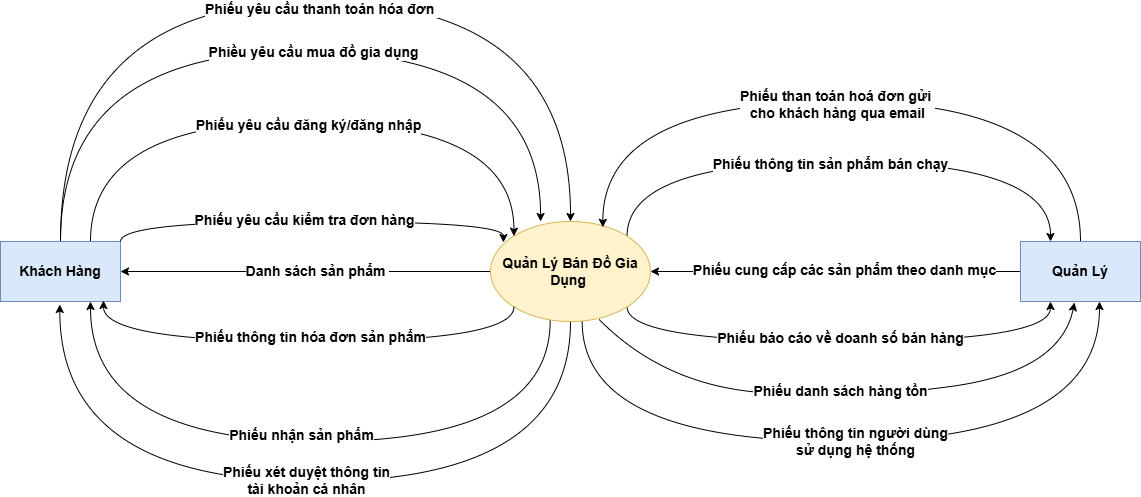 Phiếu yêu cầu thanh toán hóa đơn
Phiều yêu cầu mua đồ gia dụng
Phiếu yêu cầu đăng ký/đăng nhập
Phiếu yêu cầu kiểm tra đơn hàng
Khách Hàng
Danh sách sản phẩm
Phiếu thông tin hóa đơn sản phẩm
Phiếu nhận sản phẩm
Phiếu xét duyệt thông tin
tài khoản cá nhân
Quản Lý Bán Đồ Gia
Dụng
Phiếu than toán hoá đơn gửi
cho khách hàng qua email
Phiếu thông tin sản phẩm bán chạy
Phiếu cung cấp các sản phẩm theo danh mục
Quản Lý
Phiếu báo cáo về doanh số bán hàng
Phiếu danh sách hàng tồn
Phiếu thông tin người dùng
sử dụng hệ thống